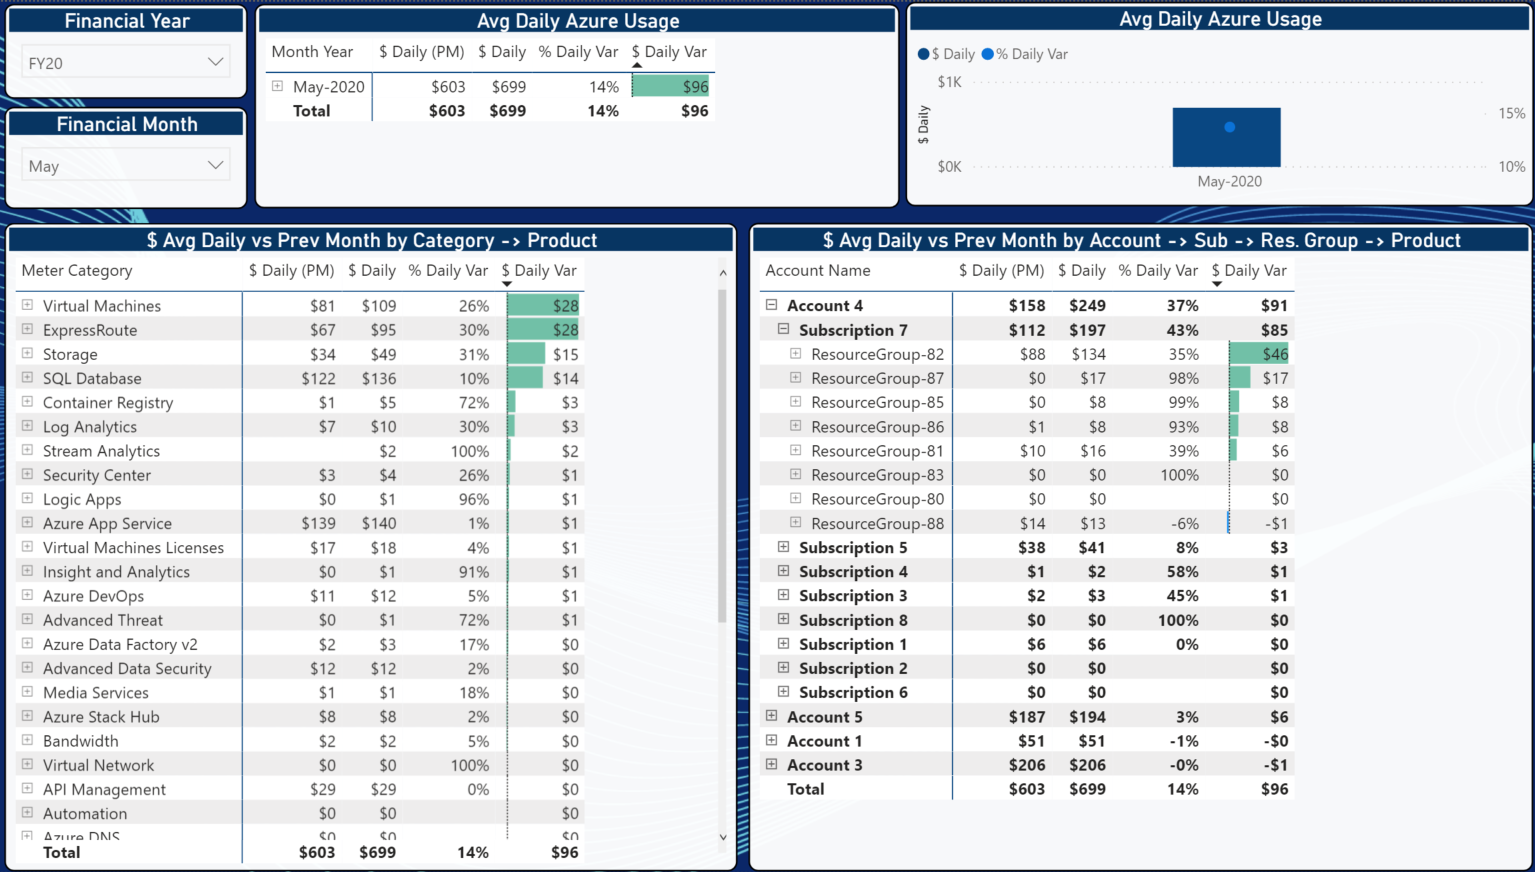 Financial Year
FY20
Financial Month
May
Avg Daily Azure Usage
Month Year $ Daily (PM) $ Daily % Daily Var $ Daily Var
May-2020 $603 $699 14% $96
Total $603 $699 14% $96
Avg Daily Azure Usage
$ Daily % Daily Var
$1K
$ Daily
15%
$0K
10%
May-2020
$ Avg Daily vs Prev Month by Category -> Product
Meter Category $ Daily (PM) $ Daily % Daily Var $ Daily Var
Virtual Machines $81 $109 26% $28
ExpressRoute $67 $95 30% $28
Storage $34 $49 31% $15
SQL Database $122 $136 10% $14
Container Registry $1 $5 72% $3
Log Analytics $7 $10 30% $3
Stream Analytics $2 100% $2
Security Center $3 $4 26% $1
Logic Apps $0 $1 96% $1
Azure App Service $139 $140 1% $1
Virtual Machines Licenses $17 $18 4% $1
Insight and Analytics $0 $1 91% $1
Azure DevOps $11 $12 5% $1
Advanced Threat $0 $1 72% $1
Azure Data Factory v2 $2 $3 17% $0
Advanced Data Security $12 $12 2% $0
Media Services $1 $1 18% $0
Azure Stack Hub $8 $8 2% $0
Bandwidth $2 $2 5% $0
Virtual Network $0 $0 100% $0
API Management $29 $29 0% $0
Automation $0 $0 $0
Azure DNS $0 $0 $0
Total $603 $699 14% $96
$ Avg Daily vs Prev Month by Account -> Sub -> Res. Group -> Product
Account Name $ Daily (PM) $ Daily % Daily Var $ Daily Var
Account 4 $158 $249 37% $91
Subscription 7 $112 $197 43% $85
ResourceGroup-82 $88 $134 35% $46
ResourceGroup-87 $0 $17 98% $17
ResourceGroup-85 $0 $8 99% $8
ResourceGroup-86 $1 $8 93% $8
ResourceGroup-81 $10 $16 39% $6
ResourceGroup-83 $0 $0 100% $0
ResourceGroup-80 $0 $0 $0
ResourceGroup-88 $14 $13 -6% -$1
Subscription 5 $38 $41 8% $3
Subscription 4 $1 $2 58% $1
Subscription 3 $2 $3 45% $1
Subscription 8 $0 $0 100% $0
Subscription 1 $6 $6 0% $0
Subscription 2 $0 $0 $0
Subscription 6 $0 $0 $0
Account 5 $187 $194 3% $6
Account 1 $51 $51 -1% -$0
Account 3 $206 $206 -0% -$1
Total $603 $699 14% $96